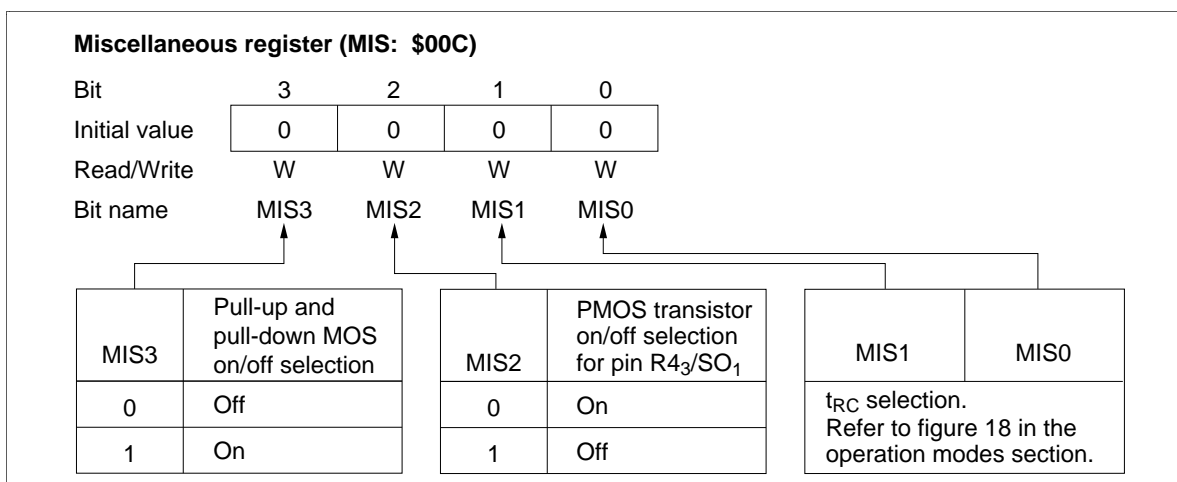 Miscellaneous register (MIS: $00C)
Bit 3 2 1 0
Initial value 0 0 0 0
Read/Write W W W W
Bit name MIS3 MIS2 MIS1 MIS0
MIS3 Pull-up and
pull-down MOS
on/off selection
0 Off
1 On
MIS2 PMOS transistor
on/off selection
for pin R4₃/SO₁
0 On
1 Off
MIS1 MIS0
tRC selection.
Refer to figure 18 in the
operation modes section.